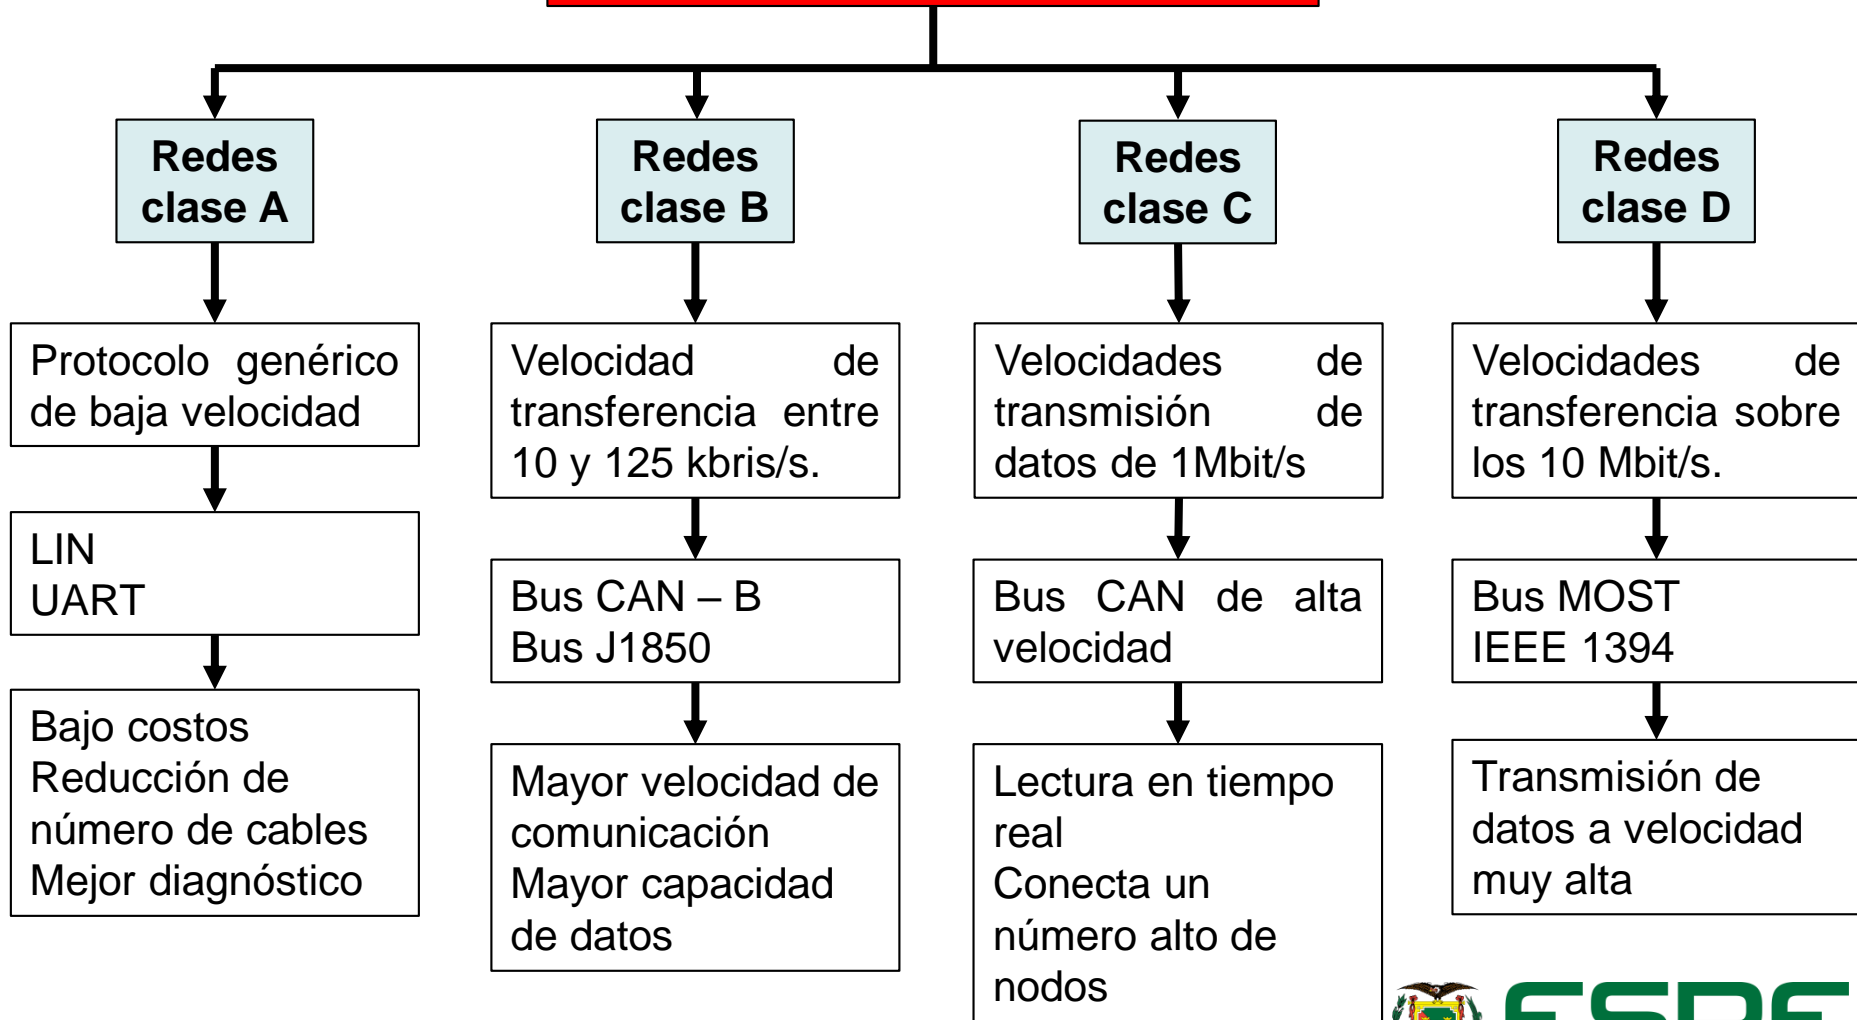 Redes
clase A
Redes
clase B
Redes
clase C
Redes
clase D
Protocolo genérico
de baja velocidad
Velocidad de
transferencia entre
10 y 125 kbris/s.
Velocidades de
transmisión de
datos de 1Mbit/s
Velocidades de
transferencia sobre
los 10 Mbit/s.
LIN
UART
Bus CAN – B
Bus J1850
Bus CAN de alta
velocidad
Bus MOST
IEEE 1394
Bajo costos
Reducción de
número de cables
Mejor diagnóstico
Mayor velocidad de
comunicación
Mayor capacidad
de datos
Lectura en tiempo
real
Conecta un
número alto de
nodos
Transmisión de
datos a velocidad
muy alta
ESPE